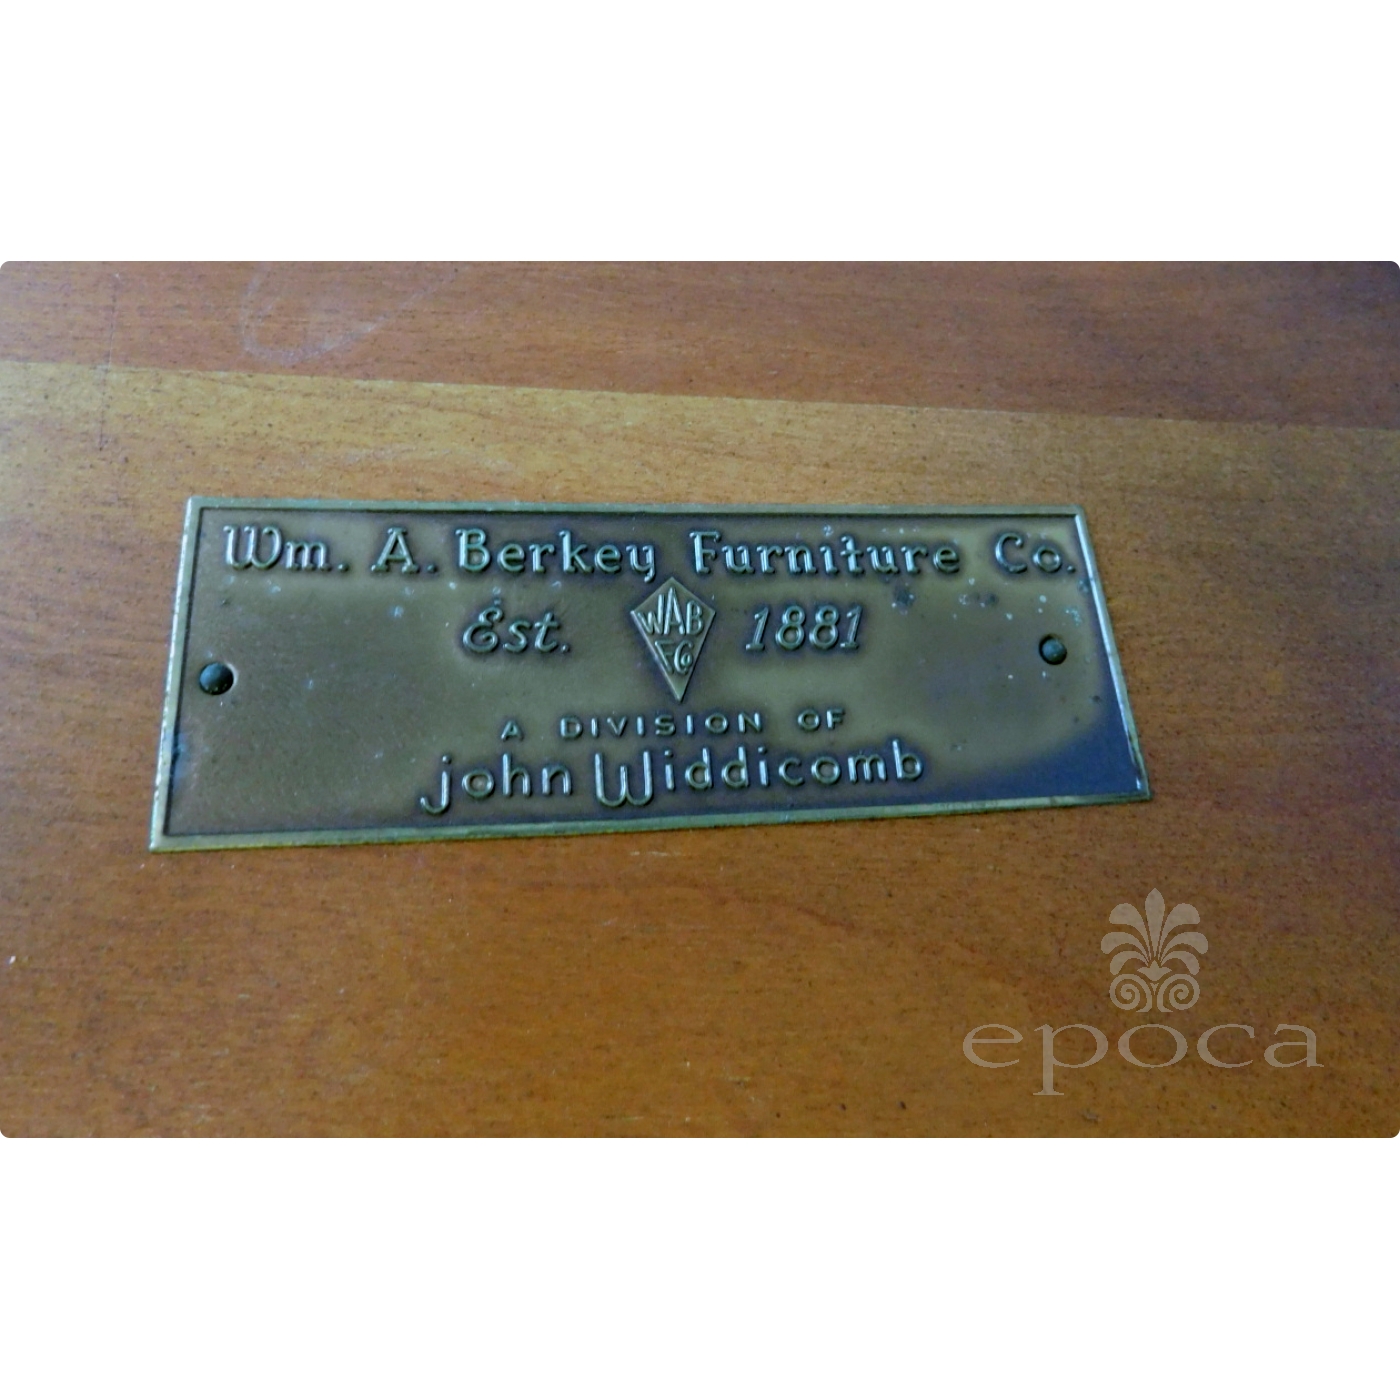 Wm. A. Berkey Furniture Co.
Est. WAB FCo 1881
A DIVISION OF
john Widdicomb
epoca